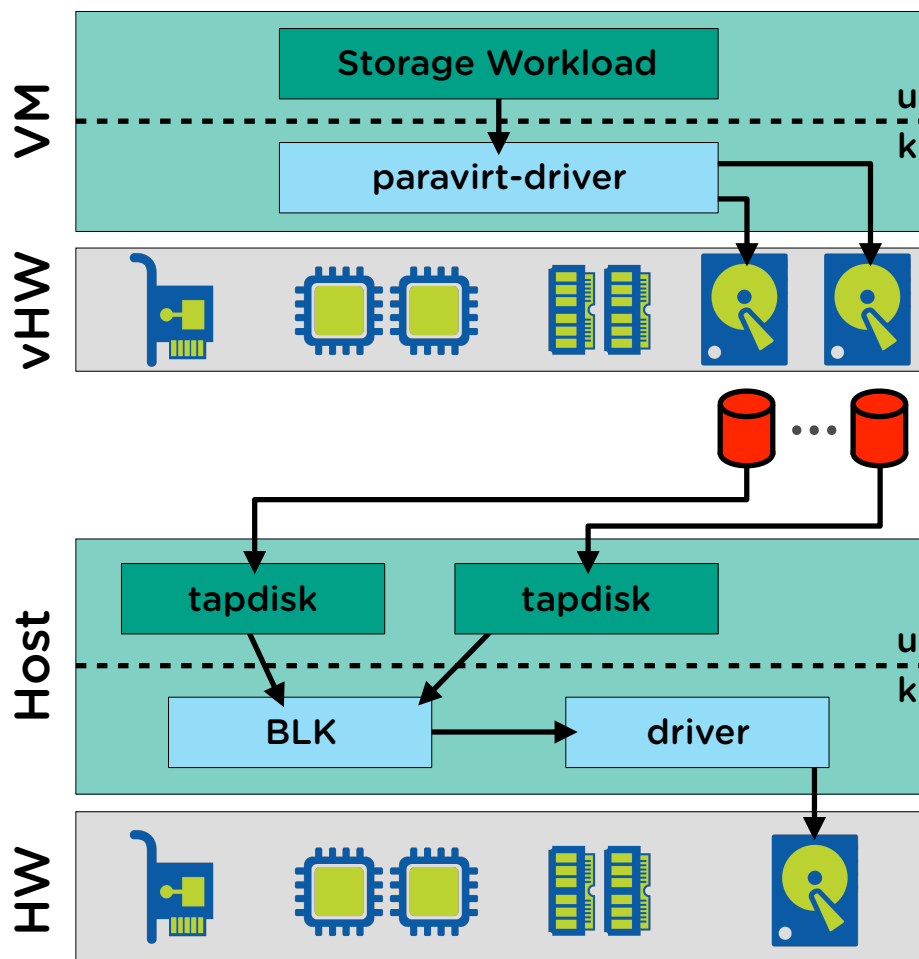 VM
Storage Workload
u
k
paravirt-driver
vHW
Host
tapdisk
tapdisk
u
k
BLK
driver
HW